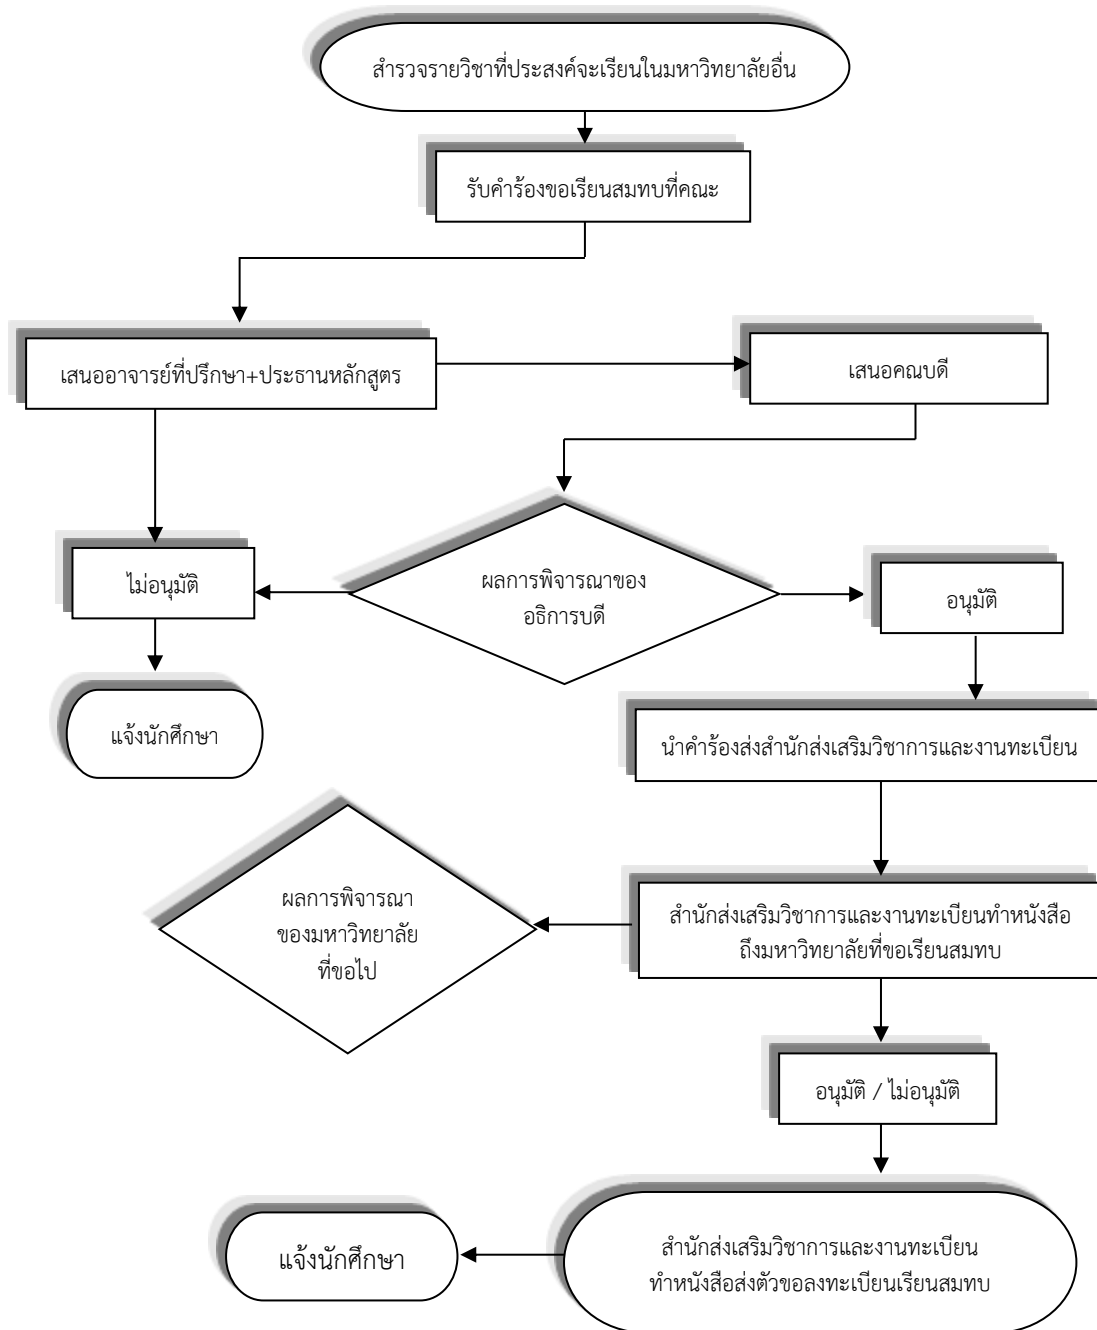 สำรวจรายวิชาที่ประสงค์จะเรียนในมหาวิทยาลัยอื่น
รับคำร้องขอเรียนสมทบที่คณะ
เสนออาจารย์ที่ปรึกษา+ประธานหลักสูตร
เสนอคณบดี
ไม่อนุมัติ
ผลการพิจารณาของ
อธิการบดี
อนุมัติ
แจ้งนักศึกษา
นำคำร้องส่งสำนักส่งเสริมวิชาการและงานทะเบียน
ผลการพิจารณา
ของมหาวิทยาลัย
ที่ขอไป
สำนักส่งเสริมวิชาการและงานทะเบียนทำหนังสือ
ถึงมหาวิทยาลัยที่ขอเรียนสมทบ
อนุมัติ / ไม่อนุมัติ
แจ้งนักศึกษา
สำนักส่งเสริมวิชาการและงานทะเบียน
ทำหนังสือส่งตัวขอลงทะเบียนเรียนสมทบ